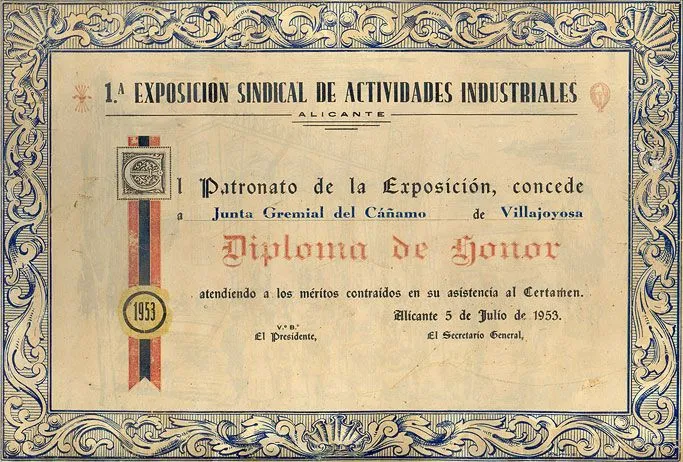 1.ª EXPOSICION SINDICAL DE ACTIVIDADES INDUSTRIALES
ALICANTE
El Patronato de la Exposición, concede
a Junta Gremial del Cáñamo de Villajoyosa
Diploma de Honor
atendiendo a los méritos contraídos en su asistencia al Certamen.
Alicante 5 de Julio de 1953.
1953
V.º B.º
El Presidente,
El Secretario General,